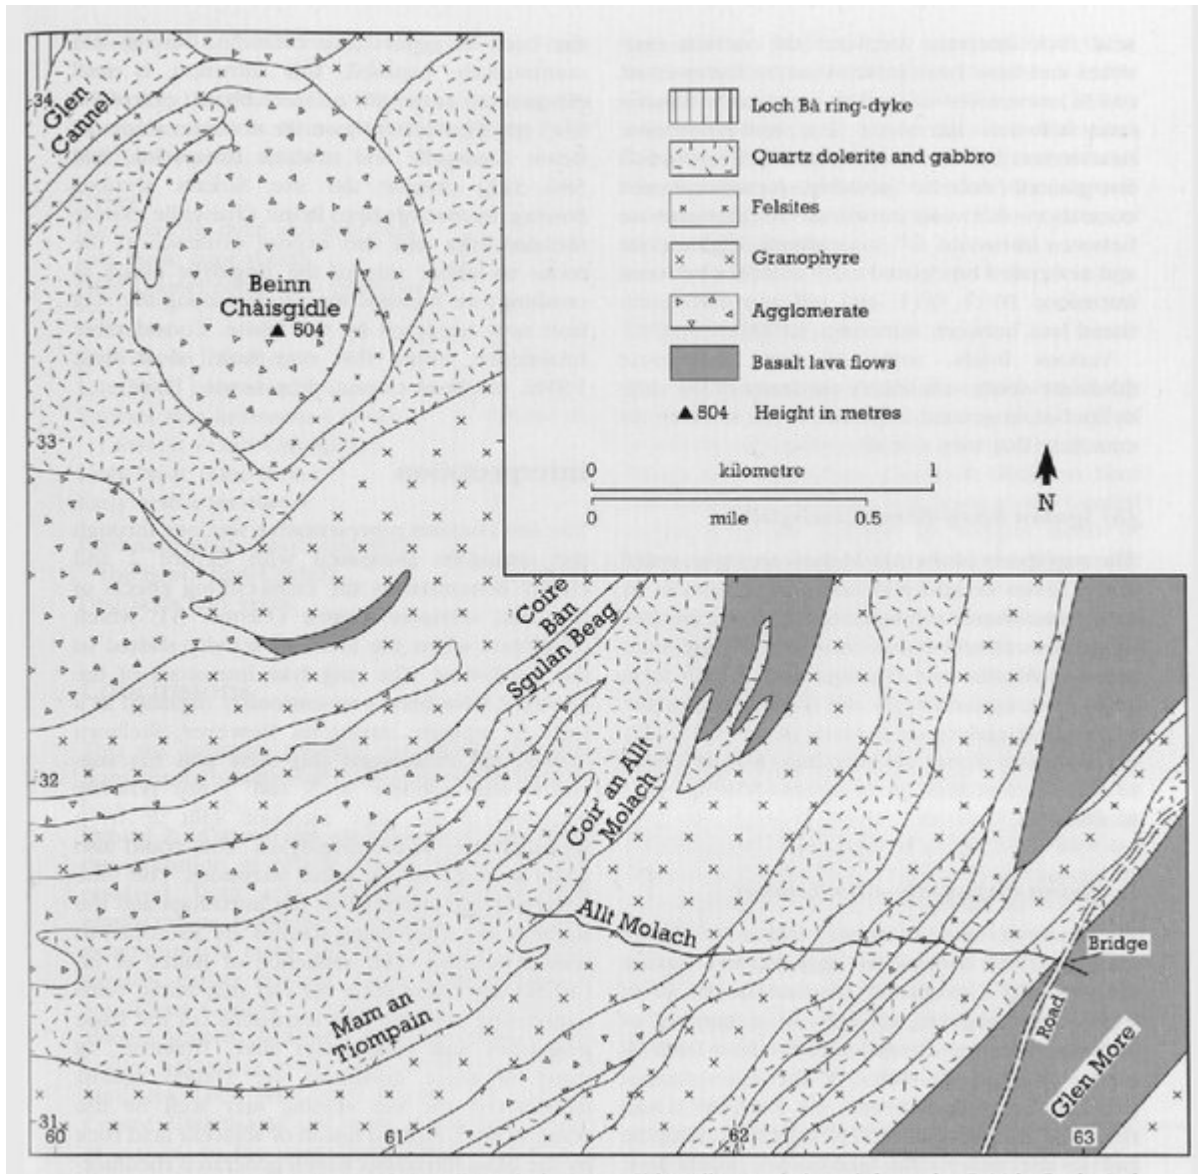 34
Glen
Cannel
Beinn
Chàisgidle
▲ 504
33
Loch Bà ring-dyke
Quartz dolerite and gabbro
Felsites
Granophyre
Agglomerate
Basalt lava flows
▲ 504 Height in metres
0 kilometre 1
0 mile 0.5
N
Coire
Bàn
Sgulan Beag
32
Coir' an Allt
Molach
Allt Molach
Bridge
Mam an
Tiompain
Road
Glen More
31
60
61
62
63